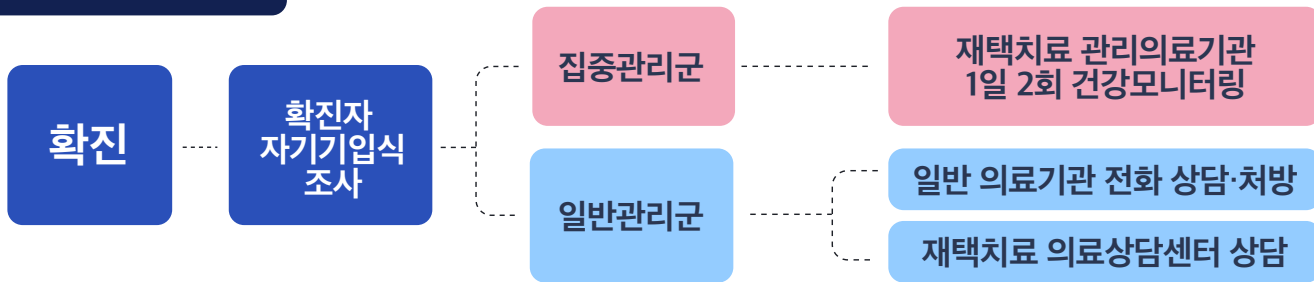 확진
확진자
자기기입식
조사
집중관리군
재택치료 관리의료기관
1일 2회 건강모니터링
일반관리군
일반 의료기관 전화 상담·처방
재택치료 의료상담센터 상담